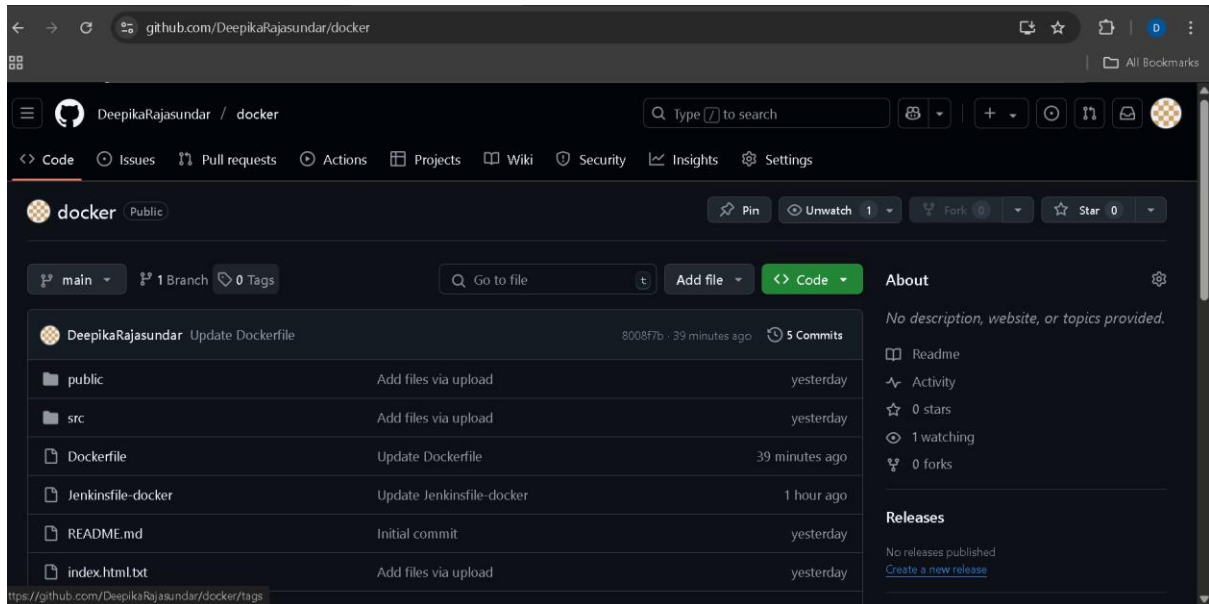 github.com/DeepikaRajasundar/docker
D
All Bookmarks
DeepikaRajasundar / docker
Type / to search
Code
Issues
Pull requests
Actions
Projects
Wiki
Security
Insights
Settings
docker Public
Pin
Unwatch 1
Fork 0
Star 0
main
1 Branch
0 Tags
Go to file
t
Add file
Code
DeepikaRajasundar Update Dockerfile 8008f7b · 39 minutes ago 5 Commits
public Add files via upload yesterday
src Add files via upload yesterday
Dockerfile Update Dockerfile 39 minutes ago
Jenkinsfile-docker Update Jenkinsfile-docker 1 hour ago
README.md Initial commit yesterday
index.html.txt Add files via upload yesterday
About
No description, website, or topics provided.
Readme
Activity
0 stars
1 watching
0 forks
Releases
No releases published
Create a new release
ttps://github.com/DeepikaRajasundar/docker/tags